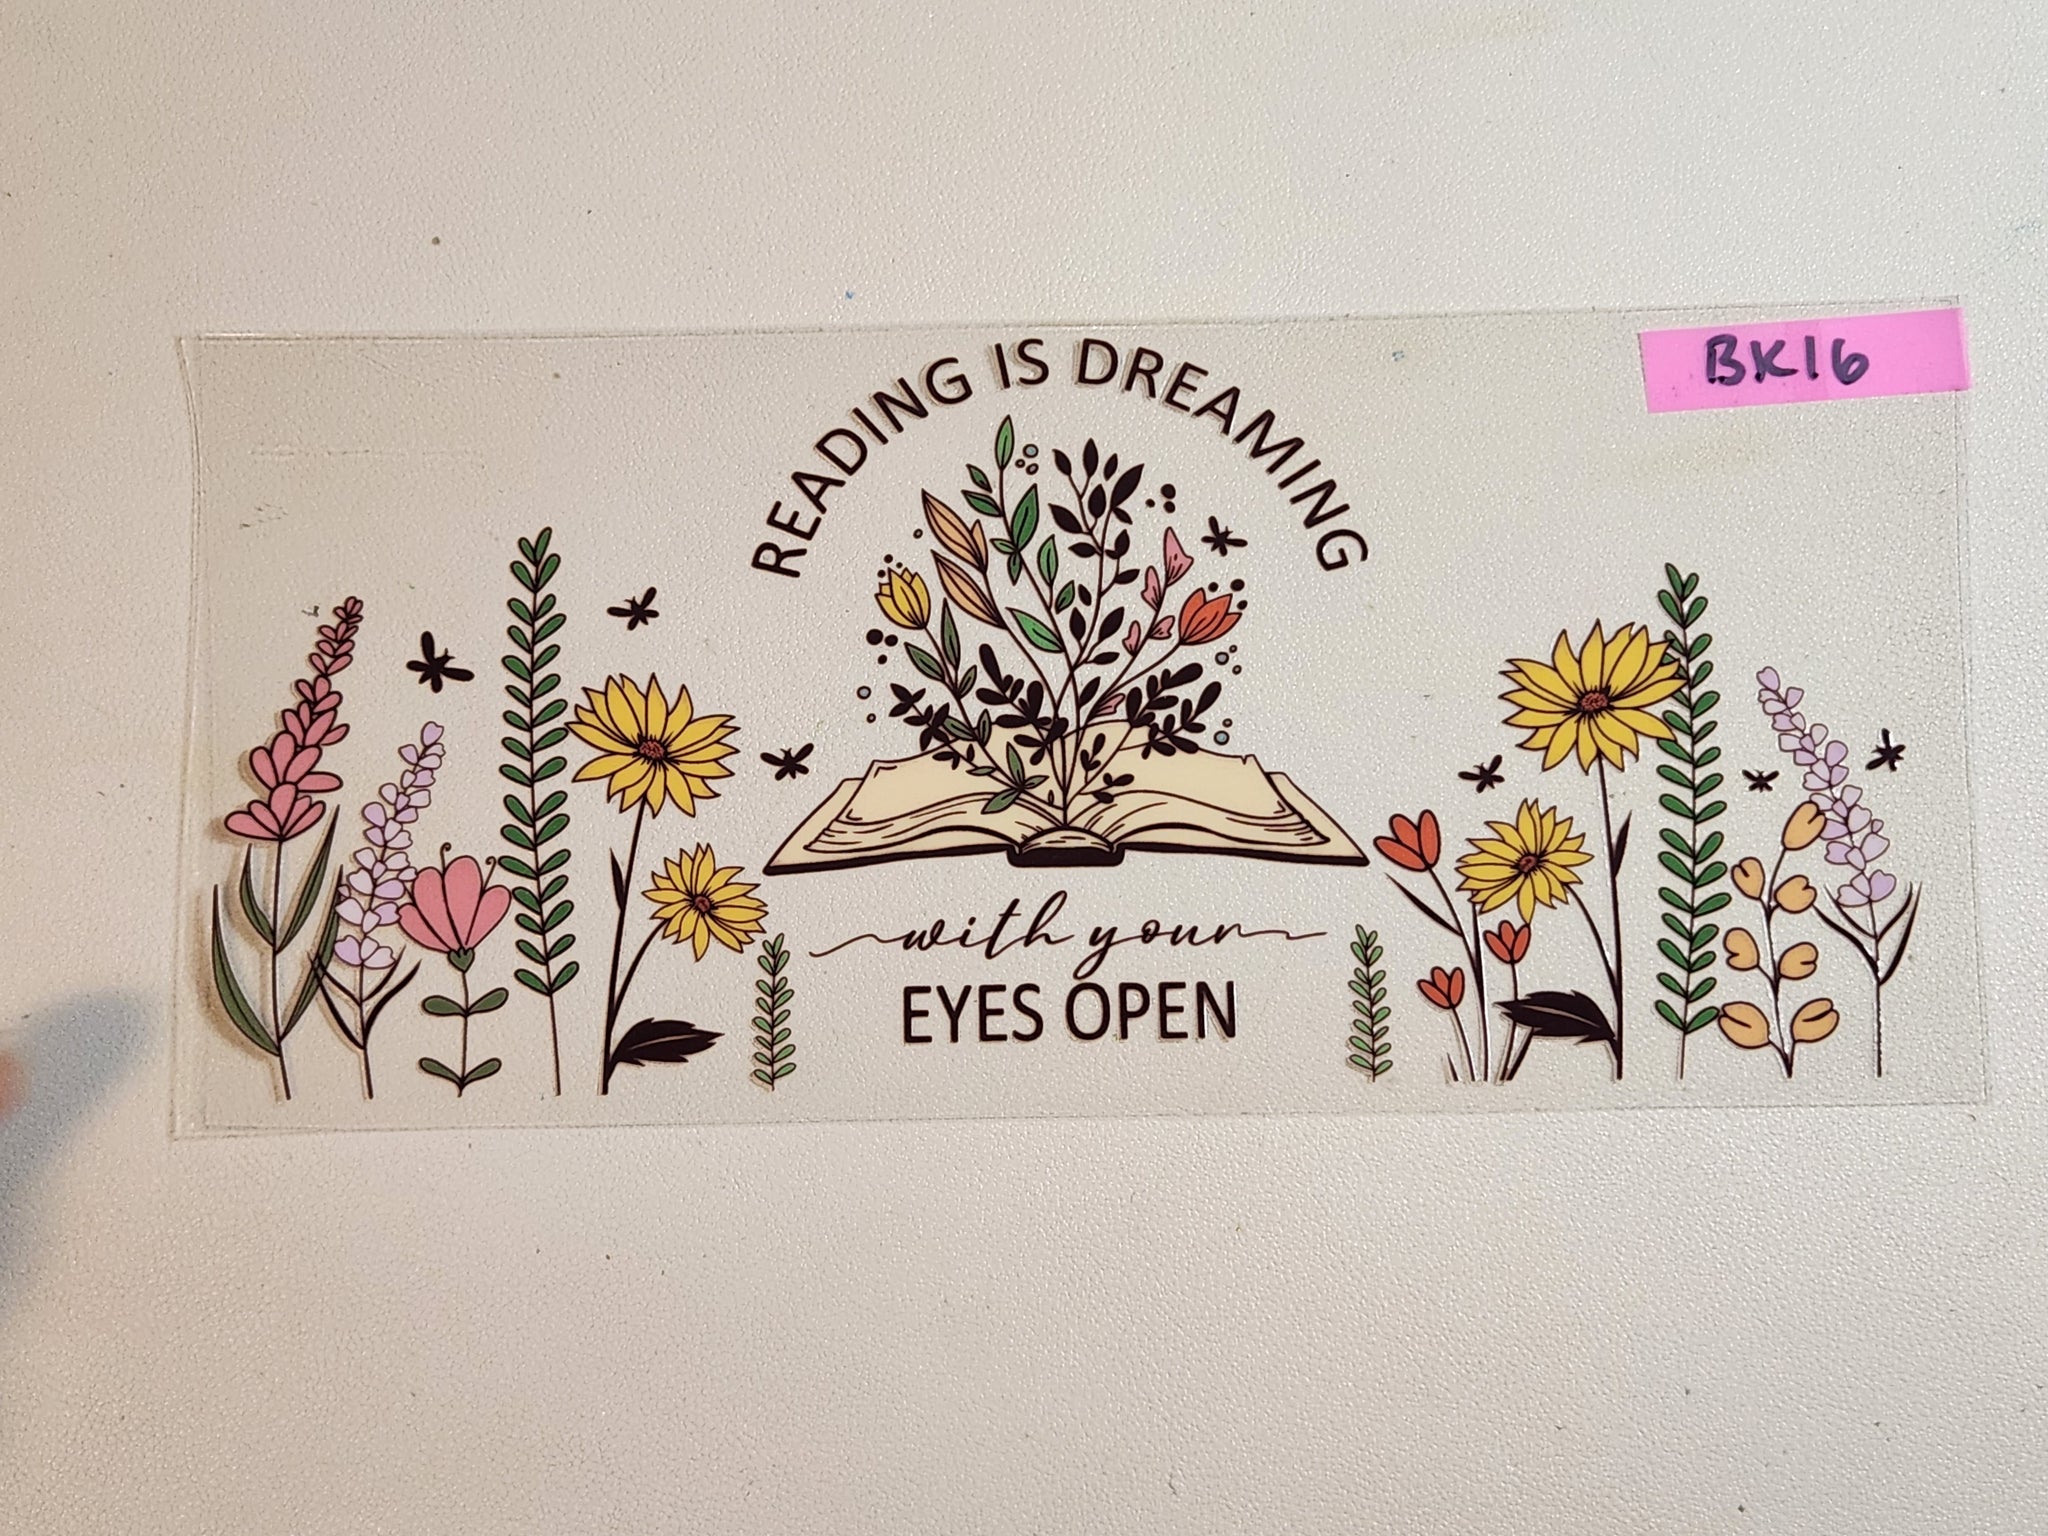 BK16
READING IS DREAMING
with your
EYES OPEN